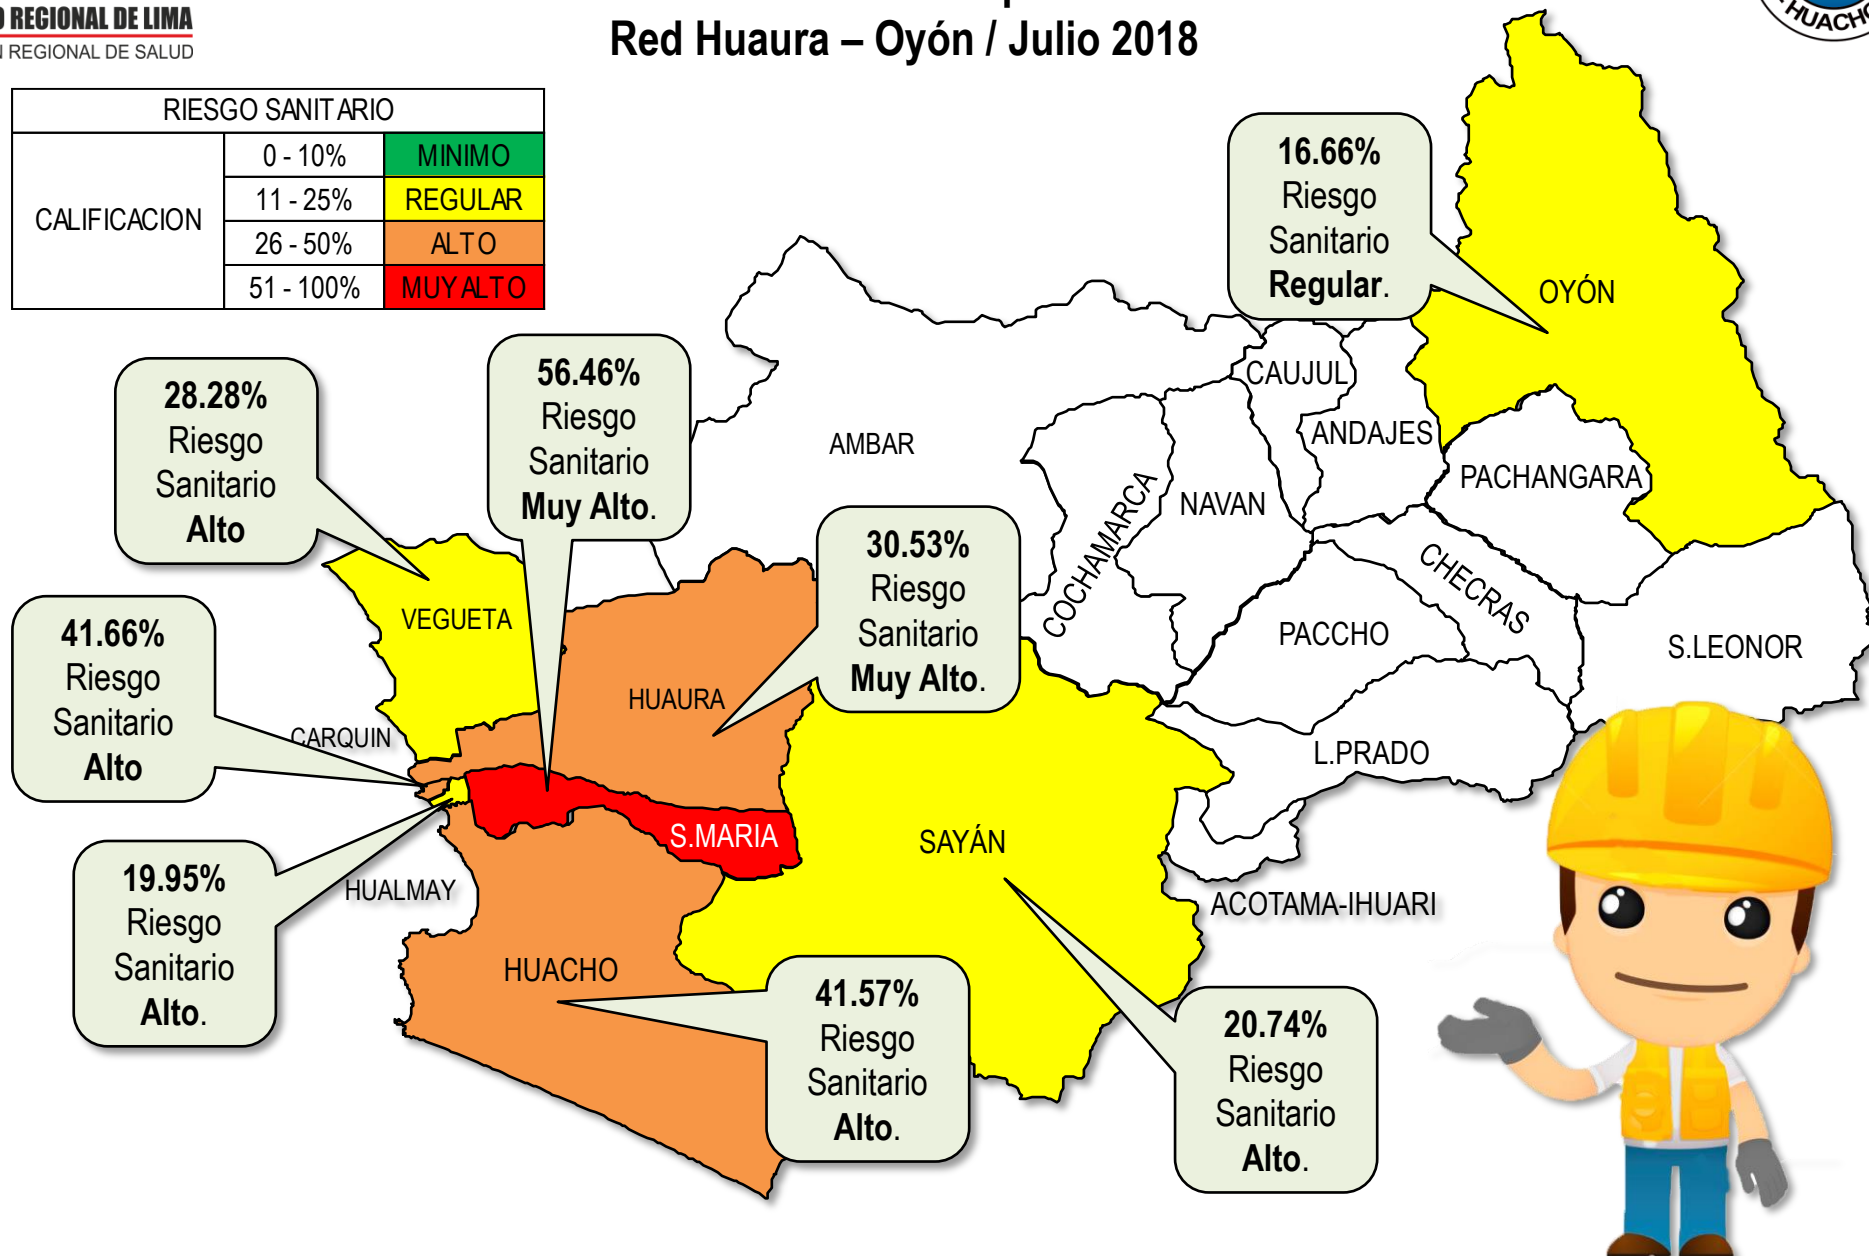 REGIONAL DE LIMA
REGIONAL DE SALUD
Red Huaura – Oyón / Julio 2018
HUACHO
RIESGO SANITARIO
CALIFICACION
0 - 10% MINIMO
11 - 25% REGULAR
26 - 50% ALTO
51 - 100% MUY ALTO
16.66%
Riesgo
Sanitario
Regular.
OYÓN
28.28%
Riesgo
Sanitario
Alto
56.46%
Riesgo
Sanitario
Muy Alto.
CAUJUL
ANDAJES
AMBAR
PACHANGARA
NAVAN
COCHAMARCA
30.53%
Riesgo
Sanitario
Muy Alto.
CHECRAS
VEGUETA
PACCHO
S.LEONOR
41.66%
Riesgo
Sanitario
Alto
HUAURA
CARQUIN
L.PRADO
S.MARIA
SAYÁN
19.95%
Riesgo
Sanitario
Alto.
HUALMAY
ACOTAMA-IHUARI
HUACHO
41.57%
Riesgo
Sanitario
Alto.
20.74%
Riesgo
Sanitario
Alto.